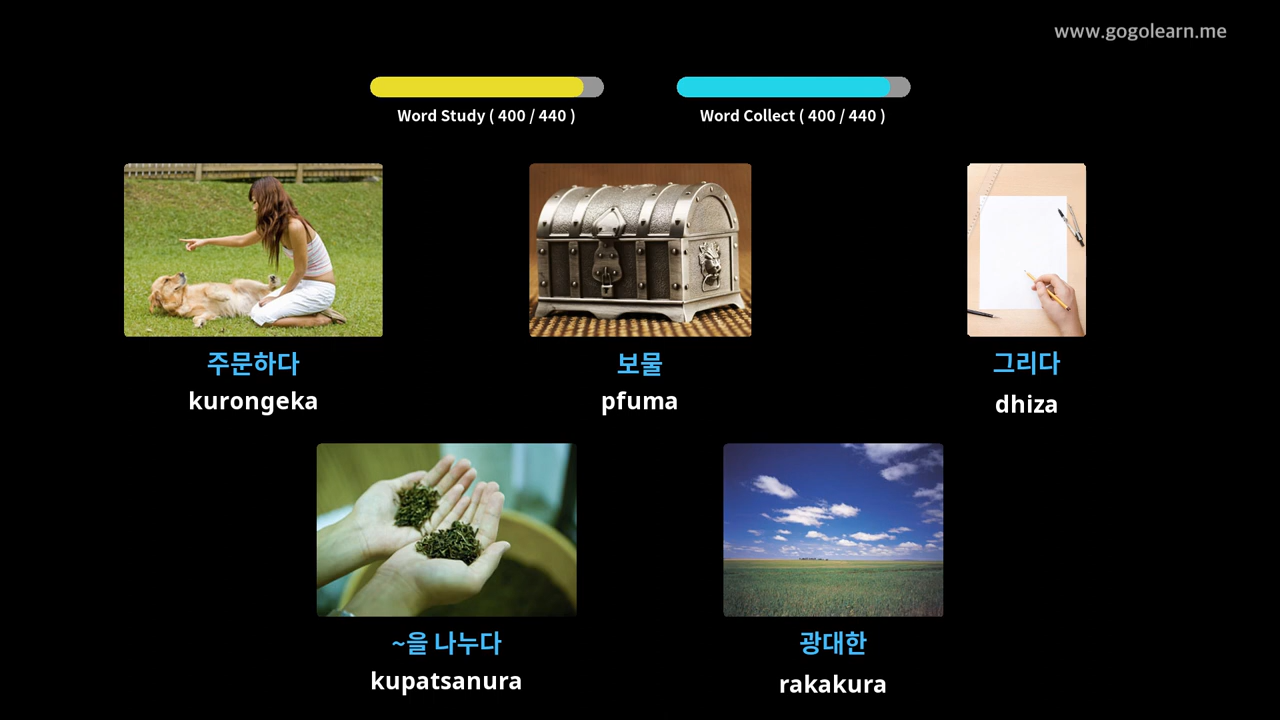 www.gogolearn.me
Word Study ( 400 / 440 )
Word Collect ( 400 / 440 )
주문하다
kurongeka
보물
pfuma
그리다
dhiza
~을 나누다
kupatsanura
광대한
rakakura